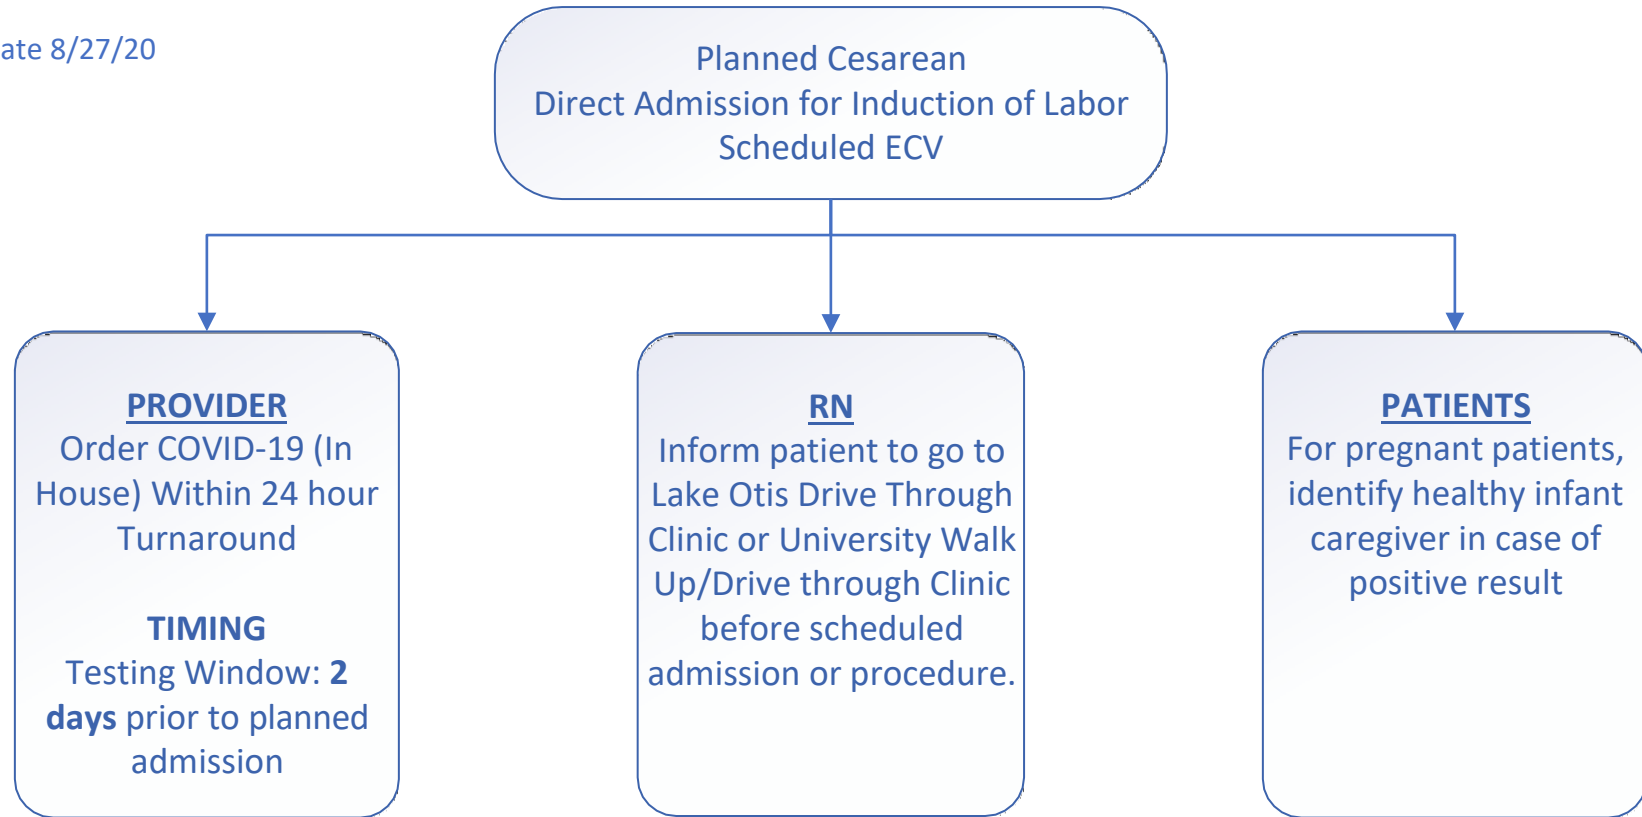 ate 8/27/20
Planned Cesarean
Direct Admission for Induction of Labor
Scheduled ECV
PROVIDER
Order COVID-19 (In
House) Within 24 hour
Turnaround
TIMING
Testing Window: 2
days prior to planned
admission
RN
Inform patient to go to
Lake Otis Drive Through
Clinic or University Walk
Up/Drive through Clinic
before scheduled
admission or procedure.
PATIENTS
For pregnant patients,
identify healthy infant
caregiver in case of
positive result